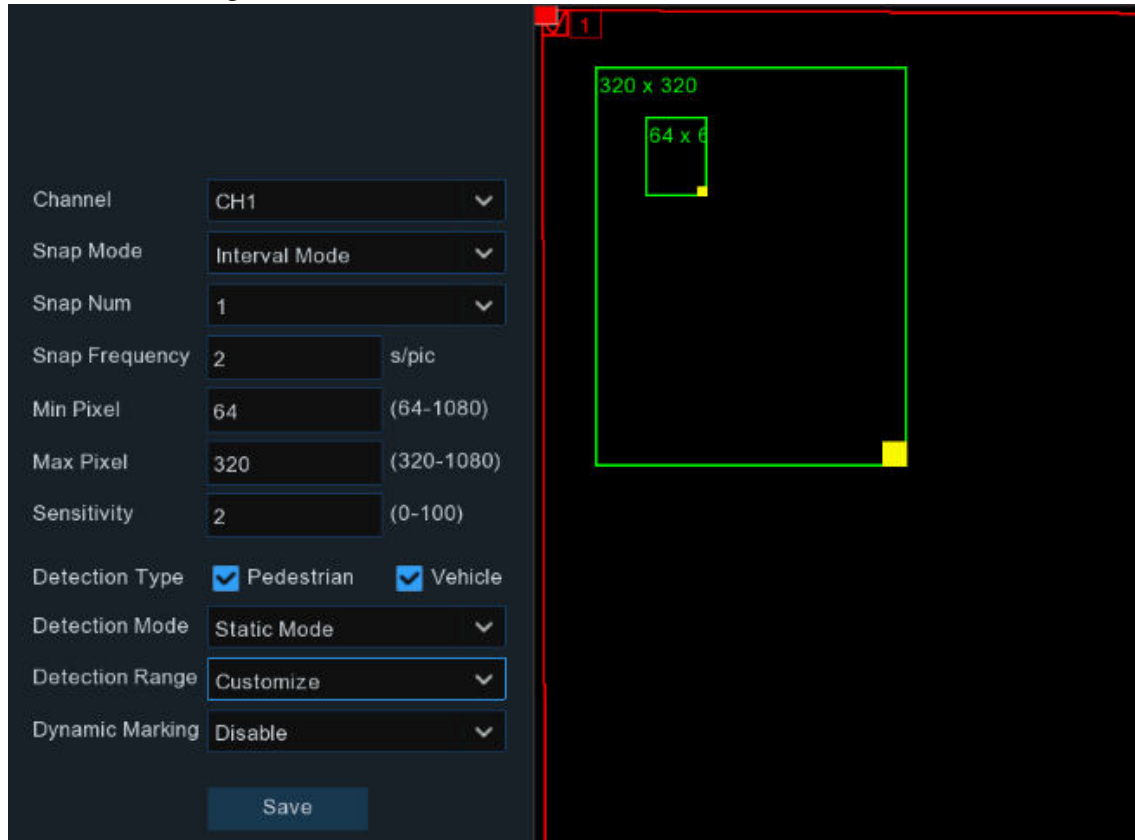 1
320 x 320
64 x 6
Channel CH1
Snap Mode Interval Mode
Snap Num 1
Snap Frequency 2 s/pic
Min Pixel 64 (64-1080)
Max Pixel 320 (320-1080)
Sensitivity 2 (0-100)
Detection Type Pedestrian Vehicle
Detection Mode Static Mode
Detection Range Customize
Dynamic Marking Disable
Save